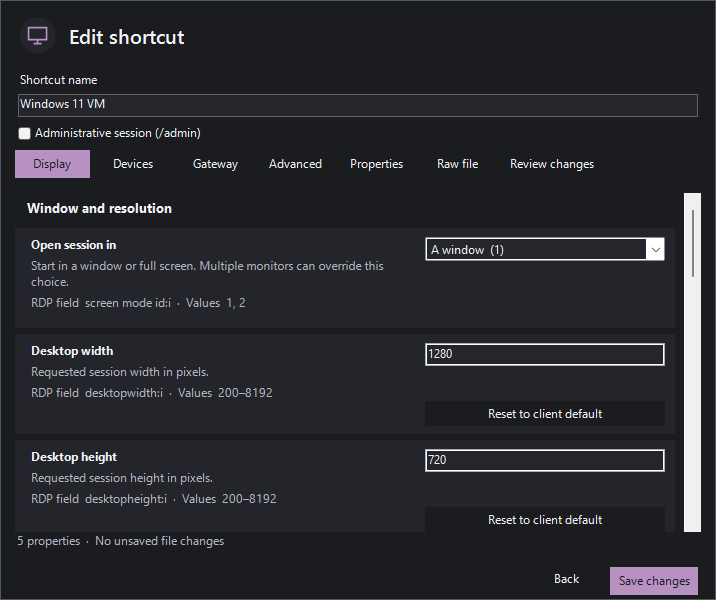 Edit shortcut
Shortcut name
Windows 11 VM
Administrative session (/admin)
Display
Devices
Gateway
Advanced
Properties
Raw file
Review changes
Window and resolution
Open session in
A window (1)
Start in a window or full screen. Multiple monitors can override this
choice.
RDP field screen mode id:i · Values 1, 2
Desktop width
1280
Requested session width in pixels.
RDP field desktopwidth:i · Values 200–8192
Reset to client default
Desktop height
720
Requested session height in pixels.
RDP field desktopheight:i · Values 200–8192
Reset to client default
5 properties · No unsaved file changes
Back
Save changes